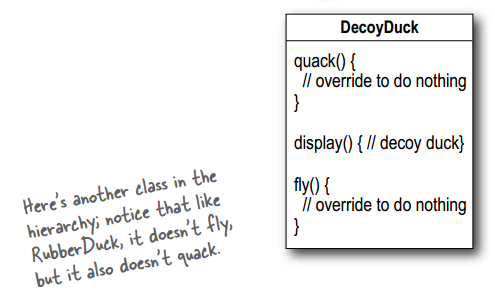 DecoyDuck
quack() {
// override to do nothing
}
display() { // decoy duck}
fly() {
// override to do nothing
}
Here's another class in the
hierarchy; notice that like
RubberDuck, it doesn't fly,
but it also doesn't quack.